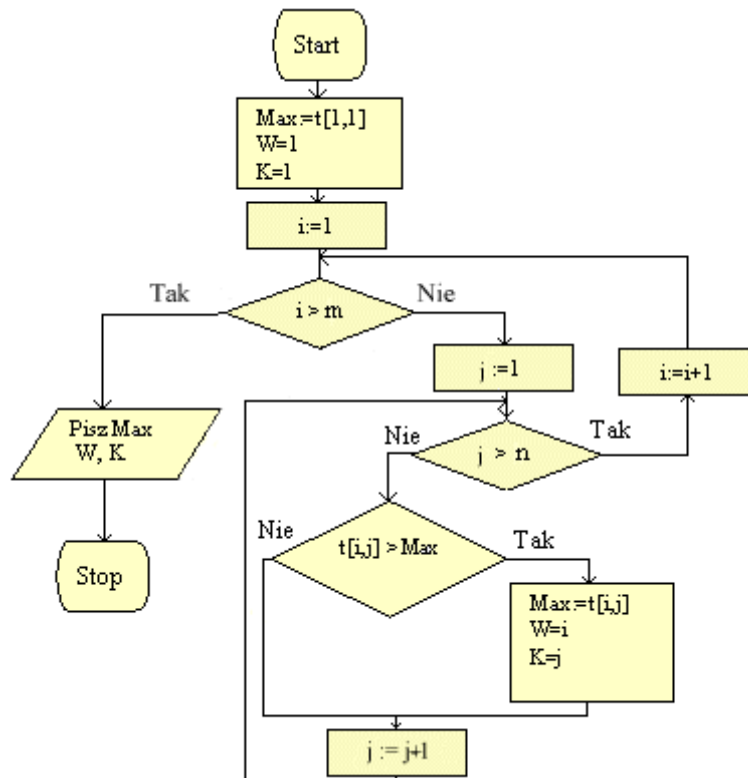 Start
Max:=t[1,1]
W=1
K=1
i:=1
Tak
i > m
Nie
j :=1
i:=i+1
Pisz Max
W, K
Nie
j > n
Tak
Nie
t[i,j] > Max
Tak
Stop
Max:=t[i,j]
W=i
K=j
j := j+1